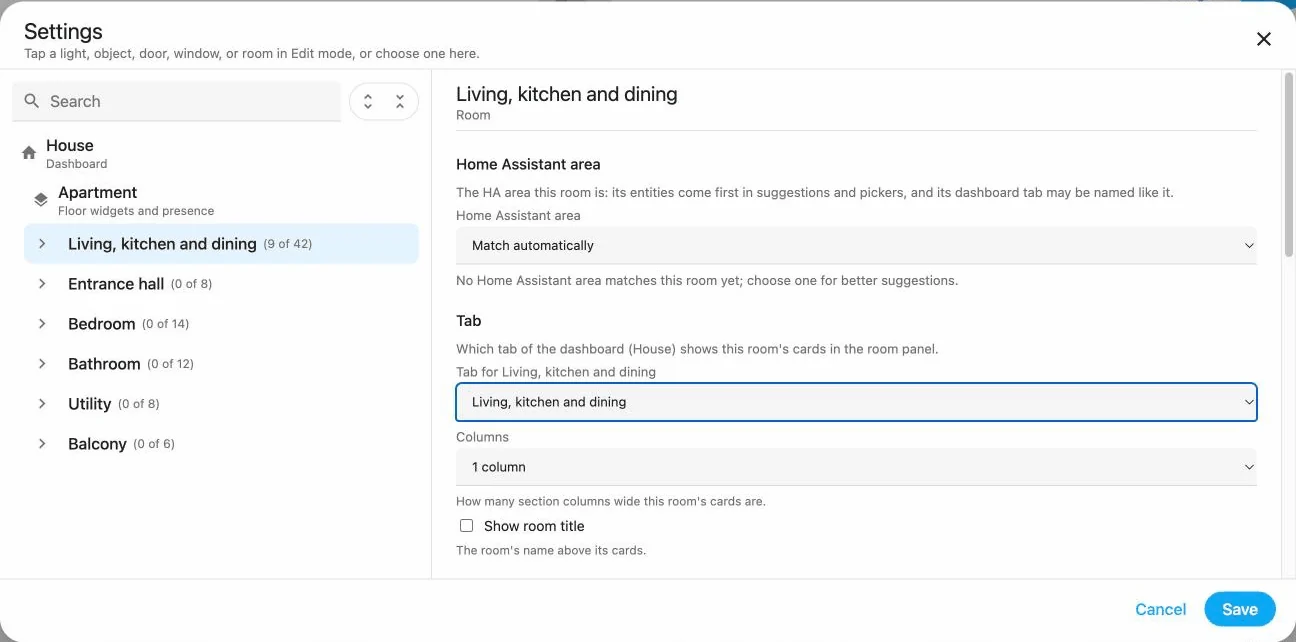 Settings
Tap a light, object, door, window, or room in Edit mode, or choose one here.
Search
House
Dashboard
Apartment
Floor widgets and presence
Living, kitchen and dining (9 of 42)
Entrance hall (0 of 8)
Bedroom (0 of 14)
Bathroom (0 of 12)
Utility (0 of 8)
Balcony (0 of 6)
Living, kitchen and dining
Room
Home Assistant area
The HA area this room is: its entities come first in suggestions and pickers, and its dashboard tab may be named like it.
Home Assistant area
Match automatically
No Home Assistant area matches this room yet; choose one for better suggestions.
Tab
Which tab of the dashboard (House) shows this room's cards in the room panel.
Tab for Living, kitchen and dining
Living, kitchen and dining
Columns
1 column
How many section columns wide this room's cards are.
Show room title
The room's name above its cards.
Cancel
Save